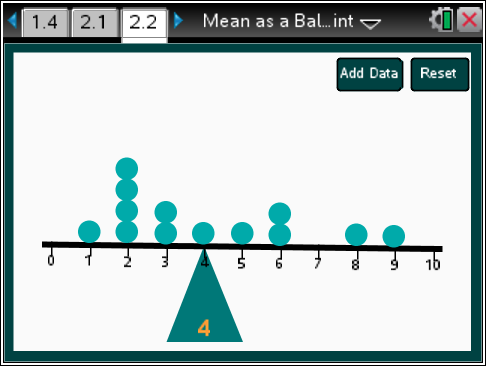 1.4 2.1 2.2 Mean as a Bal...int
Add Data Reset
0 1 2 3 4 5 6 7 8 9 10
4